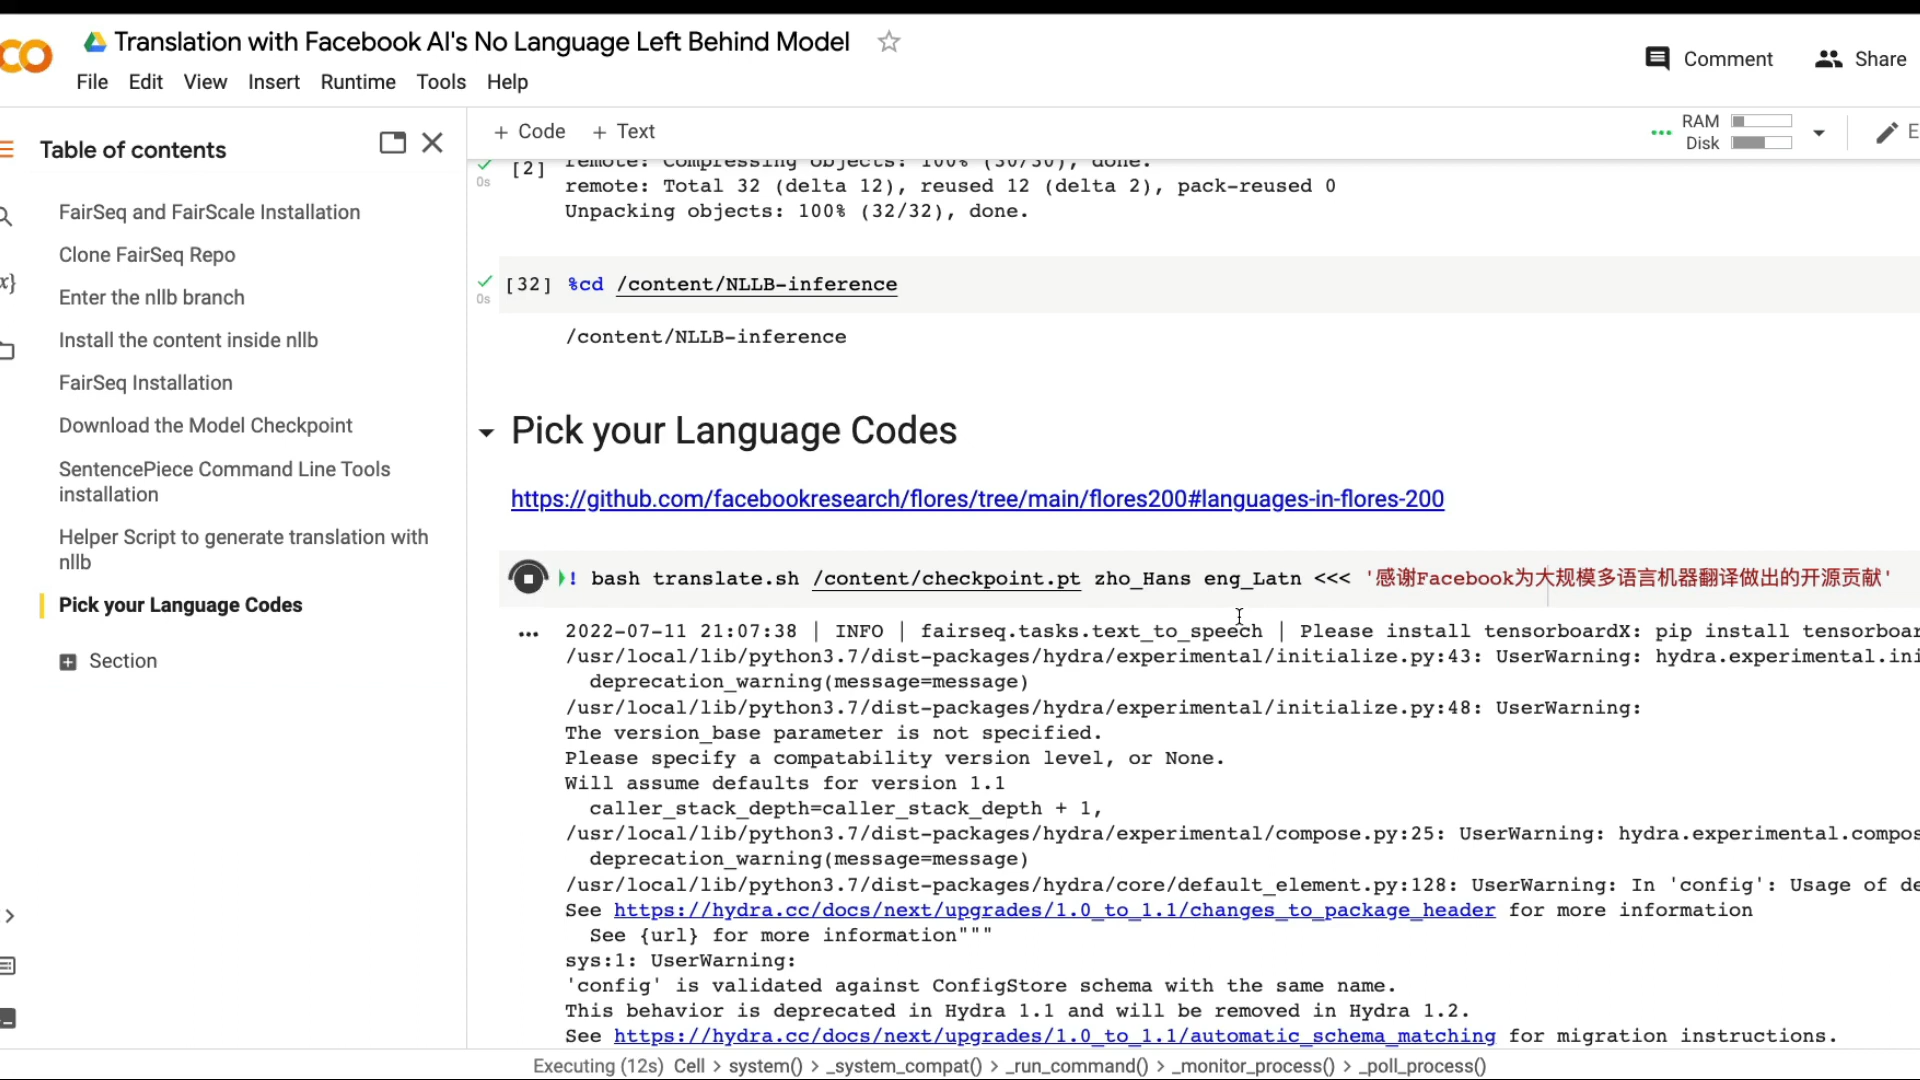 Translation with Facebook AI's No Language Left Behind Model
Comment
Share
File Edit View Insert Runtime Tools Help
Table of contents
FairSeq and FairScale Installation
Clone FairSeq Repo
Enter the nllb branch
Install the content inside nllb
FairSeq Installation
Download the Model Checkpoint
SentencePiece Command Line Tools
installation
Helper Script to generate translation with
nllb
Pick your Language Codes
Section
+ Code + Text
RAM
Disk
[2] remote: Compressing objects: 100% (30/30), done.
0s
remote: Total 32 (delta 12), reused 12 (delta 2), pack-reused 0
Unpacking objects: 100% (32/32), done.
[32] %cd /content/NLLB-inference
0s
/content/NLLB-inference
Pick your Language Codes
https://github.com/facebookresearch/flores/tree/main/flores200#languages-in-flores-200
! bash translate.sh /content/checkpoint.pt zho_Hans eng_Latn <<< '感谢Facebook为大规模多语言机器翻译做出的开源贡献'
2022-07-11 21:07:38 | INFO | fairseq.tasks.text_to_speech | Please install tensorboardX: pip install
/usr/local/lib/python3.7/dist-packages/hydra/experimental/initialize.py:43: UserWarning:
deprecation_warning(message=message)
/usr/local/lib/python3.7/dist-packages/hydra/experimental/initialize.py:48: UserWarning:
The version_base parameter is not specified.
Please specify a compatability version level, or None.
Will assume defaults for version 1.1
caller_stack_depth=caller_stack_depth + 1,
/usr/local/lib/python3.7/dist-packages/hydra/experimental/compose.py:25: UserWarning:
deprecation_warning(message=message)
/usr/local/lib/python3.7/dist-packages/hydra/core/default_element.py:128: UserWarning: In 'config': Usage of
See https://hydra.cc/docs/next/upgrades/1.0_to_1.1/changes_to_package_header for more information
See {url} for more information"""
sys:1: UserWarning:
'config' is validated against ConfigStore schema with the same name.
This behavior is deprecated in Hydra 1.1 and will be removed in Hydra 1.2.
See https://hydra.cc/docs/next/upgrades/1.0_to_1.1/automatic_schema_matching for migration instructions.
Executing (12s) Cell > system() > _system_compat() > _run_command() > _monitor_process() > _poll_process()